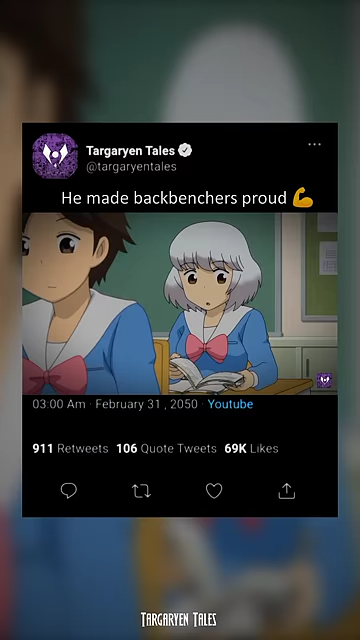 Targaryen Tales
@targaryentales
He made backbenchers proud 💪
03:00 Am · February 31 , 2050 · Youtube
911 Retweets 106 Quote Tweets 69K Likes
TARGARYEN TALES